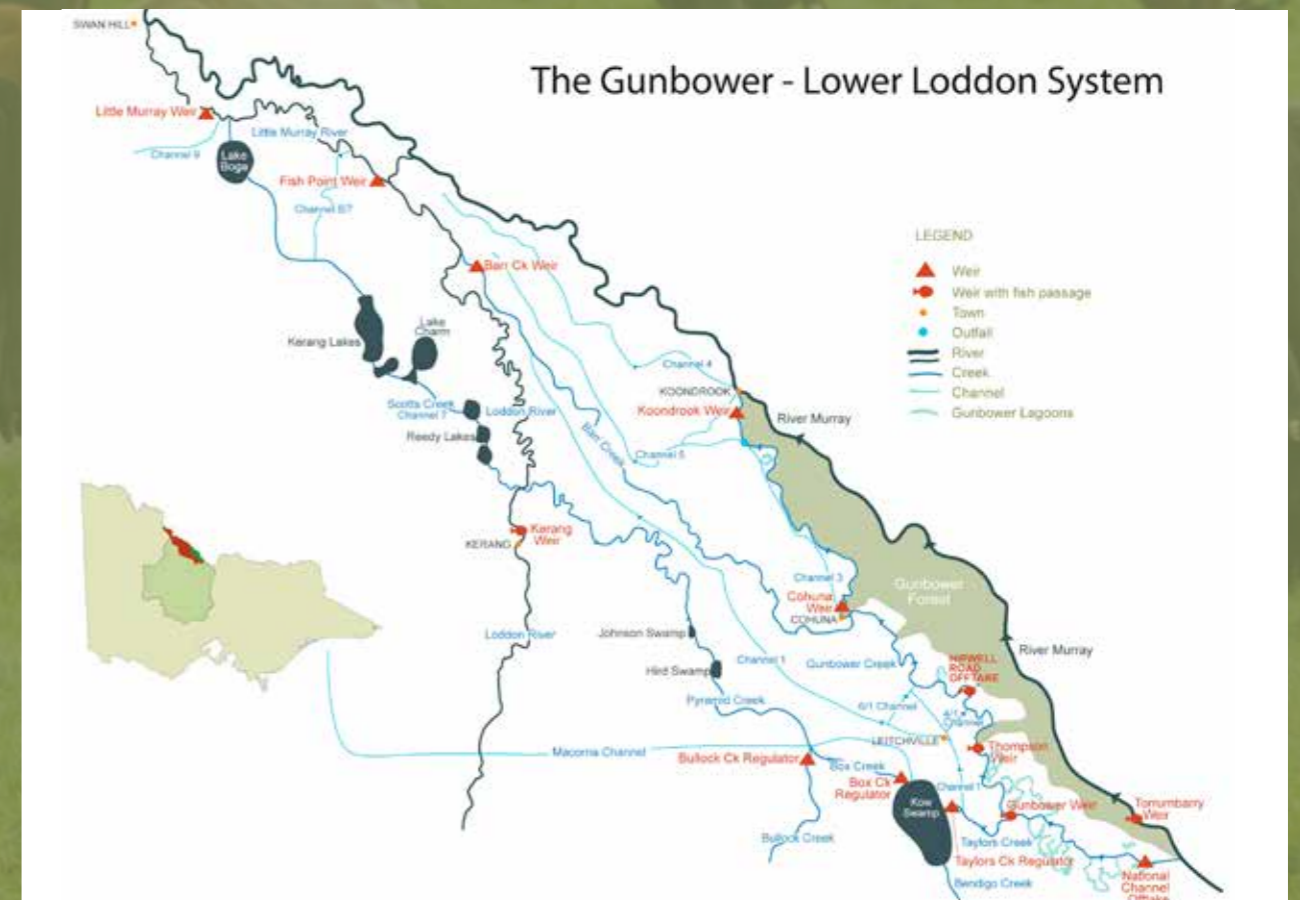 SWAN HILL
The Gunbower - Lower Loddon System
Little Murray Weir
Little Murray River
Channel 9
Lake
Boga
Fish Point Weir
Channel 6/7
LEGEND
Barr Ck Weir
Weir
Weir with fish passage
Town
Outfall
River
Creek
Channel
Gunbower Lagoons
Lake
Charm
Kerang Lakes
Channel 4
KOONDROOK
Scotts Creek
Channel 7
Loddon River
Koondrook Weir
River Murray
Reedy Lakes
Barr Creek
Channel 5
Kerang
Weir
KERANG
Channel 3
Gunbower
Forest
Cohuna
Weir
COHUNA
Loddon River
Johnson Swamp
River Murray
Channel 1
Gunbower Creek
HIPWELL
ROAD
OFFTAKE
Hird Swamp
Pyramid Creek
6/1 Channel
4/1
Channel
LEITCHVILLE
Thompson
Weir
Macorna Channel
Bullock Ck Regulator
Box Creek
Box Ck
Regulator
Channel 1
Kow
Swamp
Gunbower Weir
Torrumbarry
Weir
Bullock Creek
Taylors Creek
Taylors Ck Regulator
National
Channel
Offtake
Bendigo Creek